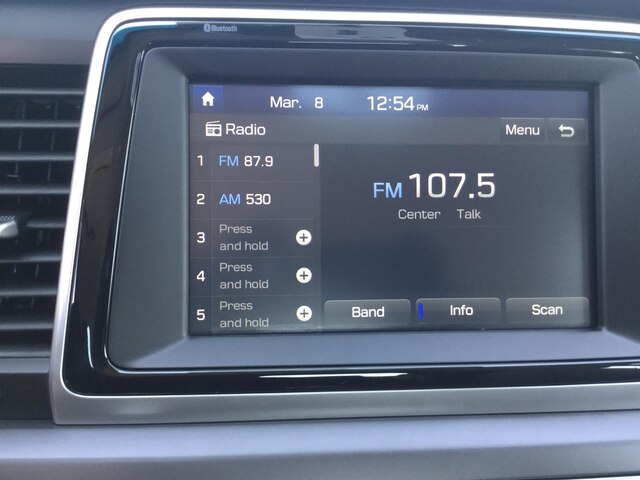 Bluetooth
Mar. 8 12:54 PM
Radio Menu
1 FM 87.9
2 AM 530
3 Press and hold
4 Press and hold
5 Press and hold
FM 107.5
Center Talk
Band Info Scan